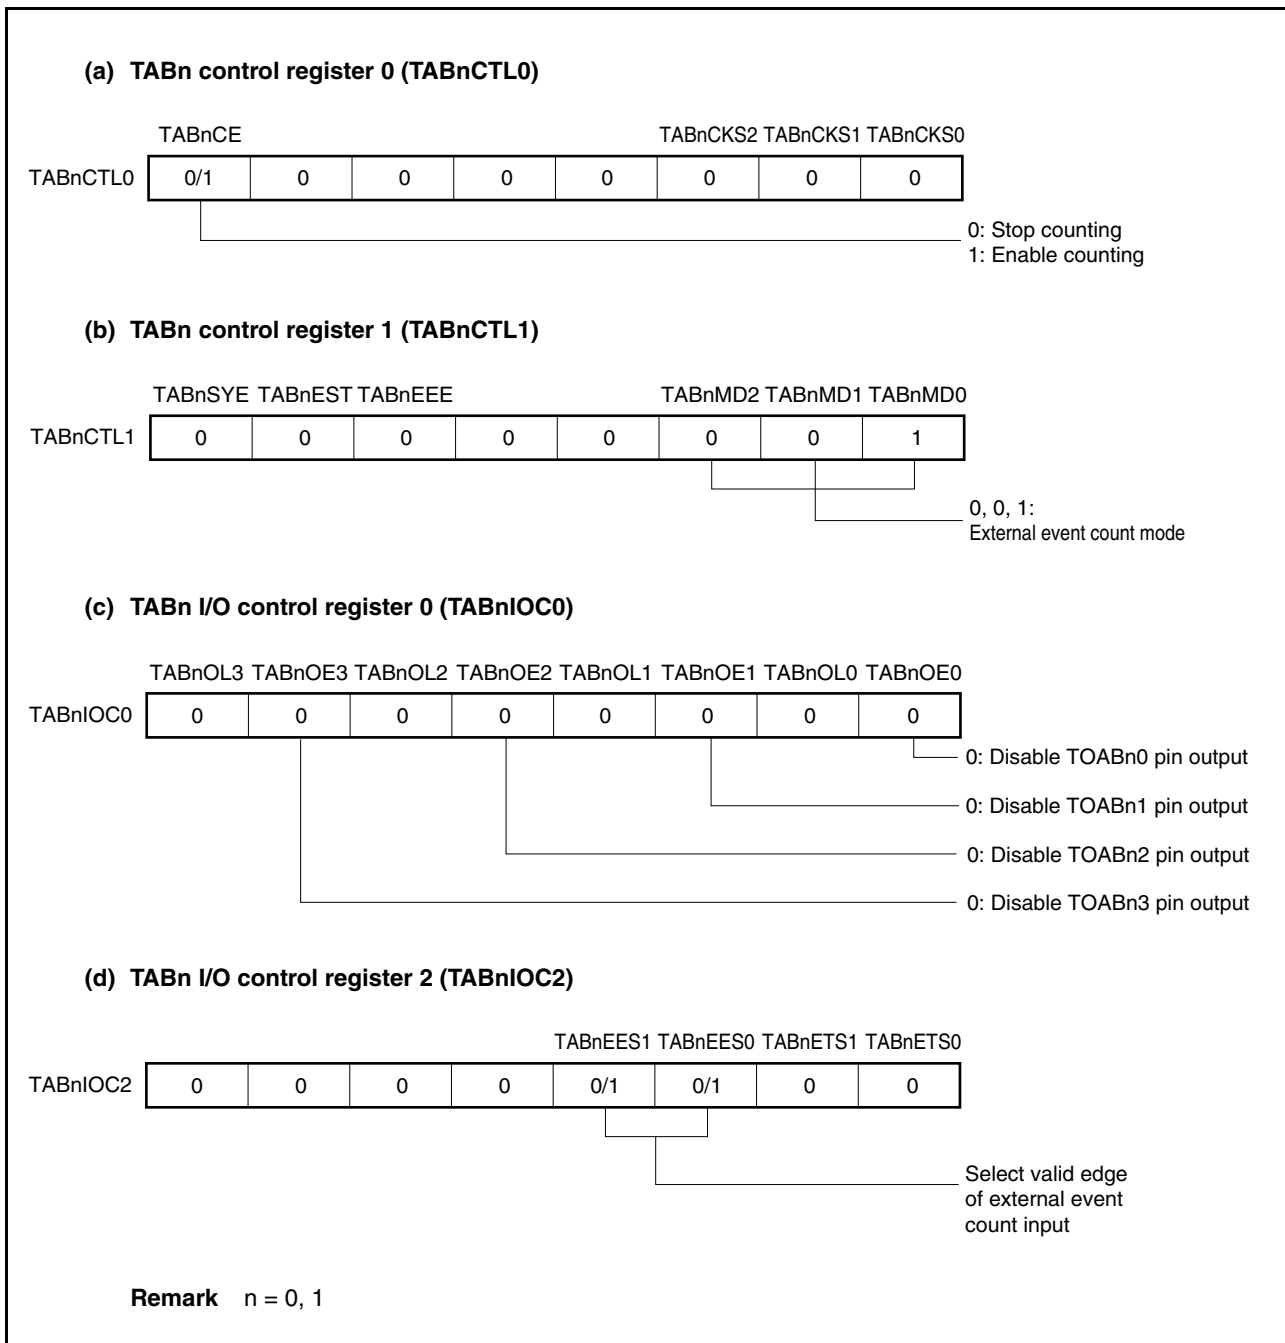 (a) TABn control register 0 (TABnCTL0)
TABnCE TABnCKS2 TABnCKS1 TABnCKS0
TABnCTL0 0/1 0 0 0 0 0 0 0
0: Stop counting
1: Enable counting
(b) TABn control register 1 (TABnCTL1)
TABnSYE TABnEST TABnEEE TABnMD2 TABnMD1 TABnMD0
TABnCTL1 0 0 0 0 0 0 0 1
0, 0, 1:
External event count mode
(c) TABn I/O control register 0 (TABnIOC0)
TABnOL3 TABnOE3 TABnOL2 TABnOE2 TABnOL1 TABnOE1 TABnOL0 TABnOE0
TABnIOC0 0 0 0 0 0 0 0 0
0: Disable TOABn0 pin output
0: Disable TOABn1 pin output
0: Disable TOABn2 pin output
0: Disable TOABn3 pin output
(d) TABn I/O control register 2 (TABnIOC2)
TABnEES1 TABnEES0 TABnETS1 TABnETS0
TABnIOC2 0 0 0 0 0/1 0/1 0 0
Select valid edge
of external event
count input
Remark n = 0, 1